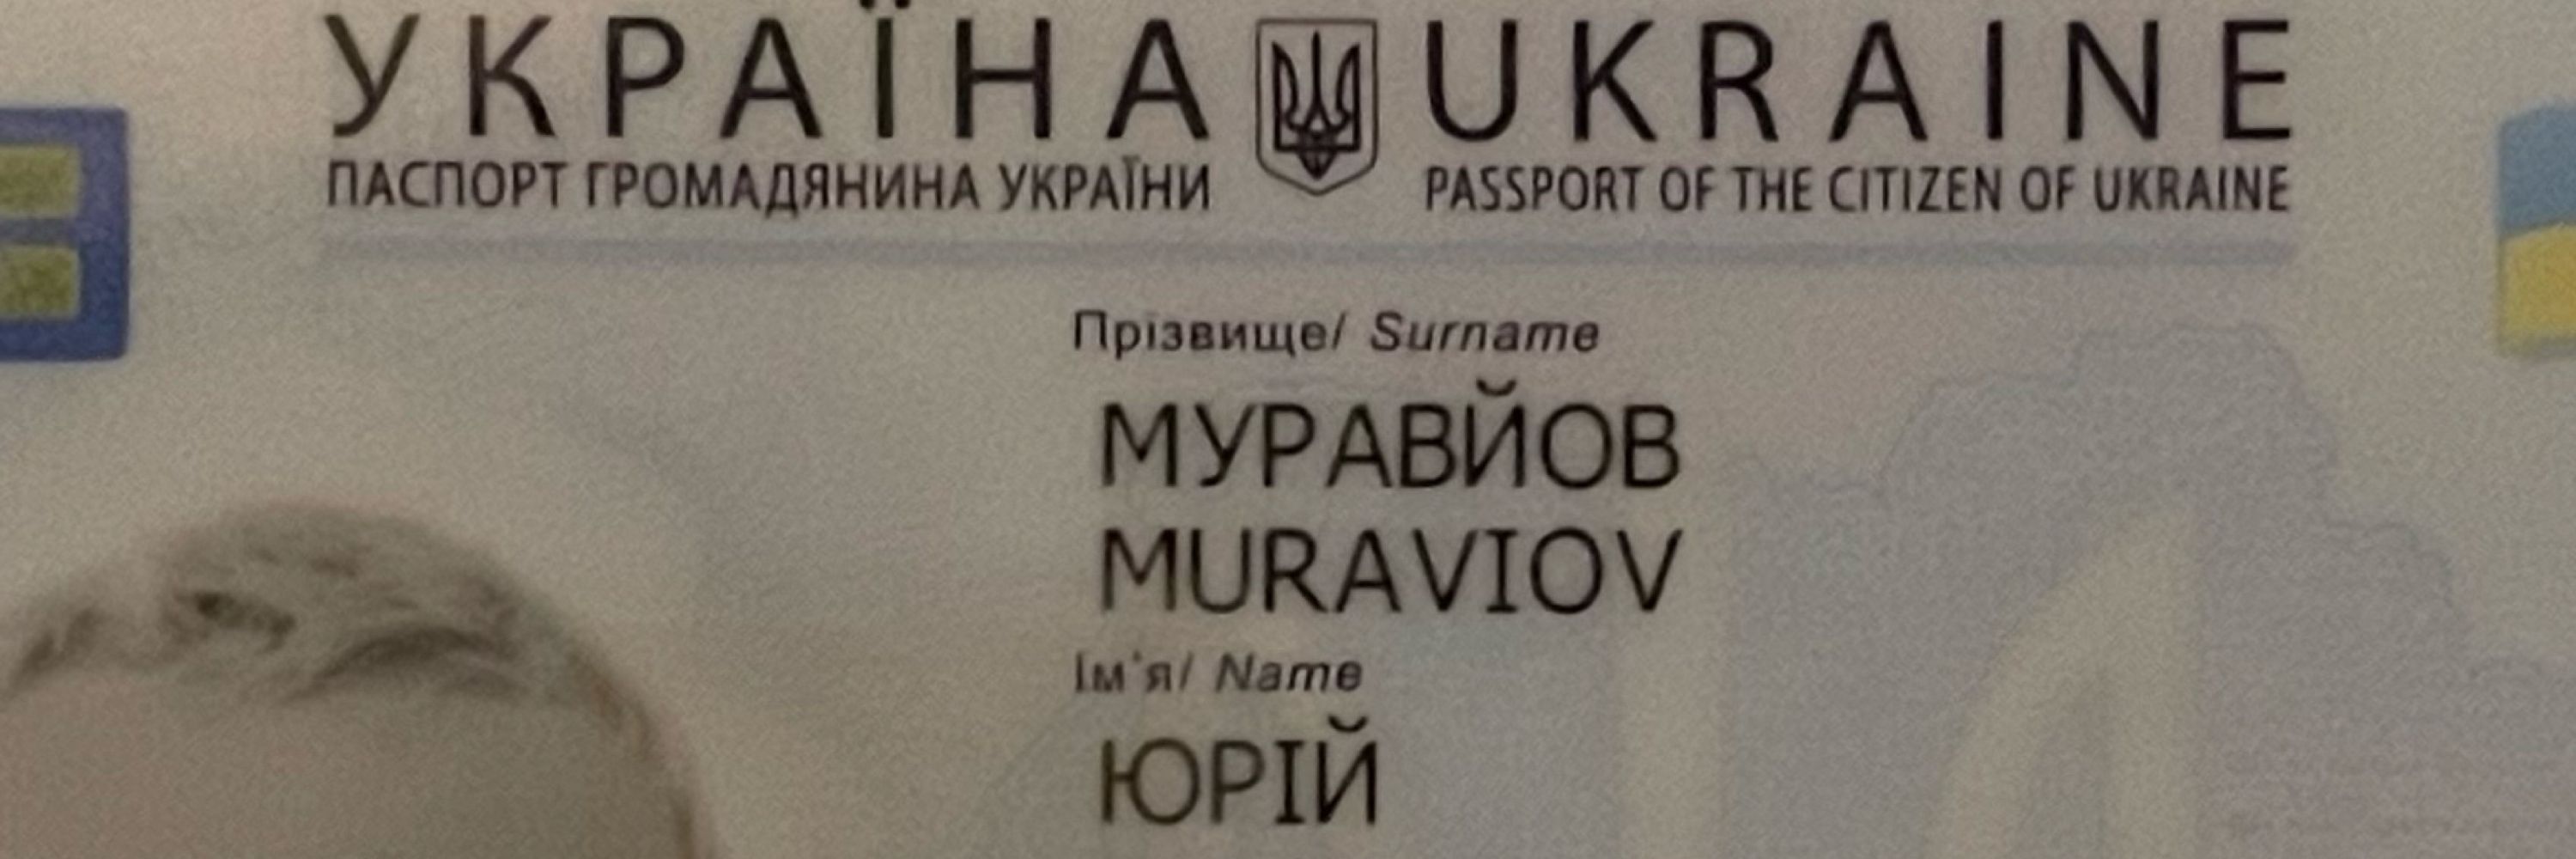 УКРАЇНА UKRAINE
ПАСПОРТ ГРОМАДЯНИНА УКРАЇНИ PASSPORT OF THE CITIZEN OF UKRAINE
Прізвище/ Surname
МУРАВЙОВ
MURAVIOV
Ім'я/ Name
ЮРІЙ